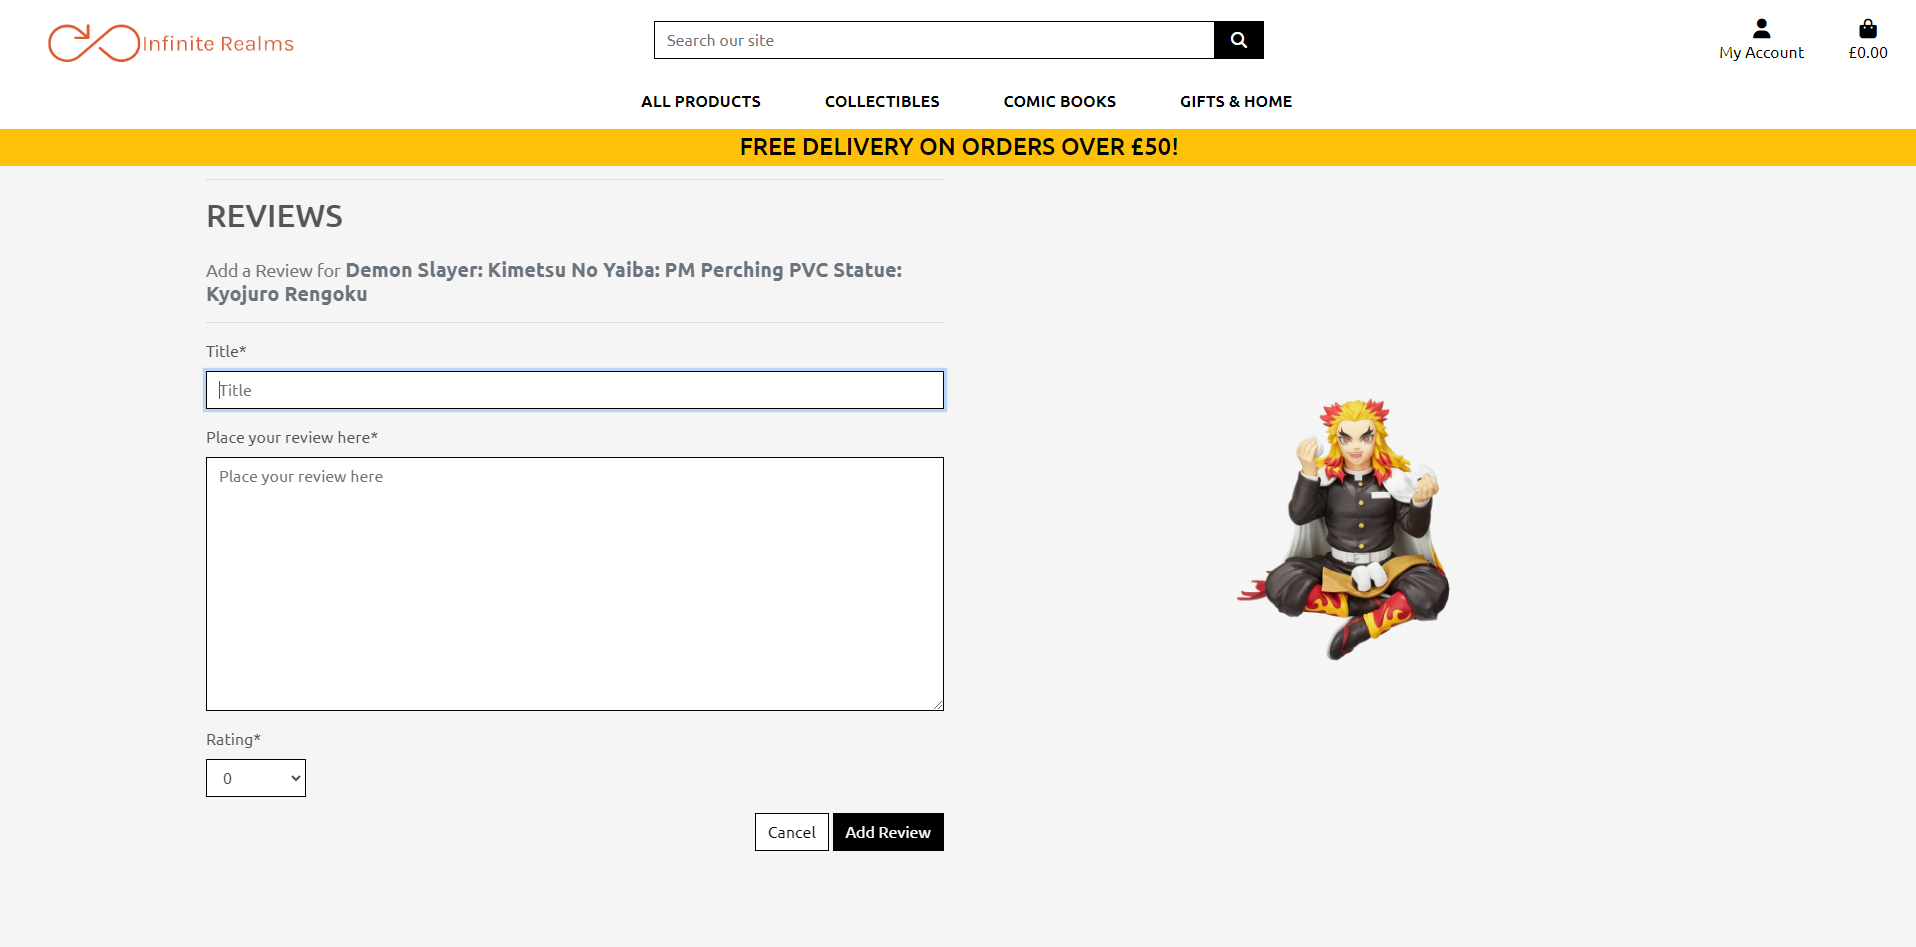 Infinite Realms
Search our site
My Account
£0.00
ALL PRODUCTS
COLLECTIBLES
COMIC BOOKS
GIFTS & HOME
FREE DELIVERY ON ORDERS OVER £50!
REVIEWS
Add a Review for Demon Slayer: Kimetsu No Yaiba: PM Perching PVC Statue:
Kyojuro Rengoku
Title*
Title
Place your review here*
Place your review here
Rating*
0
Cancel
Add Review